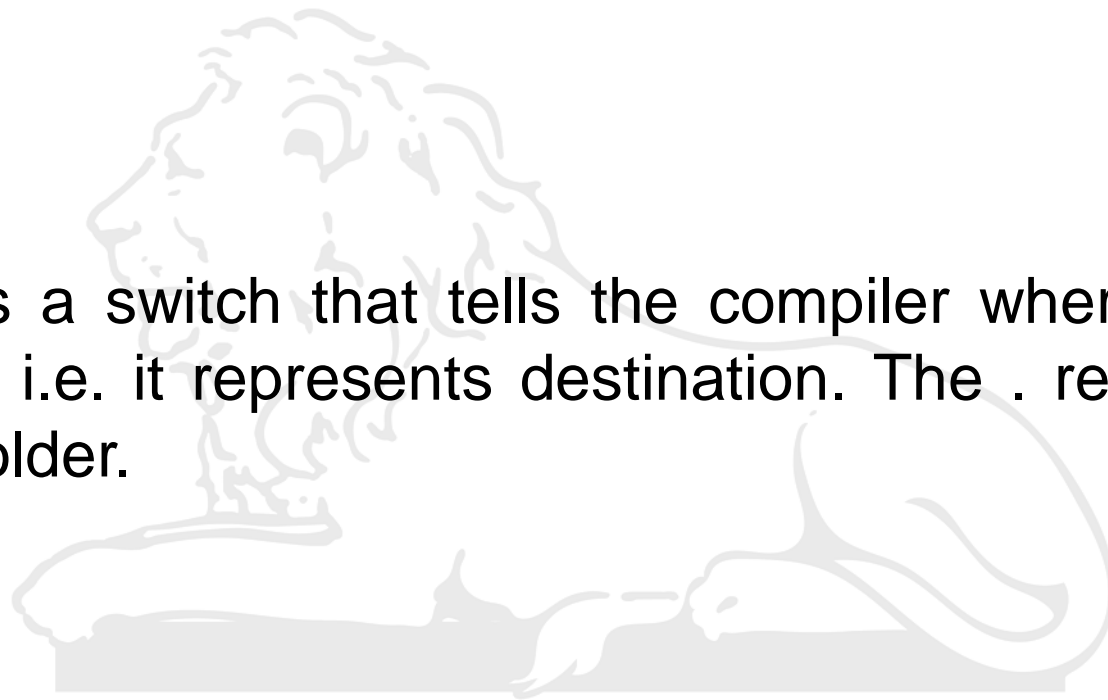 s a switch that tells the compiler wher
i.e. it represents destination. The . re
older.